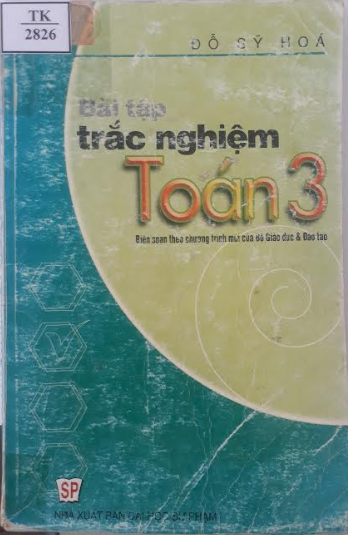 TK
2826
ĐỖ SỸ HOÁ
Bài tập
trắc nghiệm
Toán 3
Biên soạn theo chương trình mới của Bộ Giáo dục & Đào tạo
SP
NHÀ XUẤT BẢN ĐẠI HỌC SƯ PHẠM